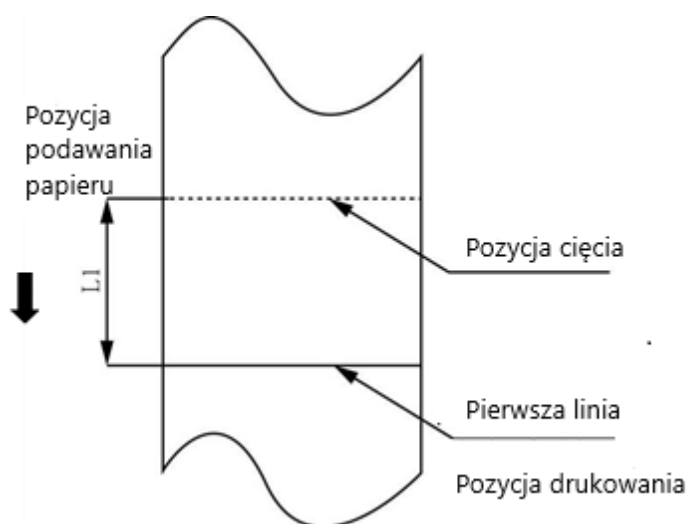 Pozycja
podawania
papieru
Pozycja cięcia
L1
Pierwsza linia
Pozycja drukowania